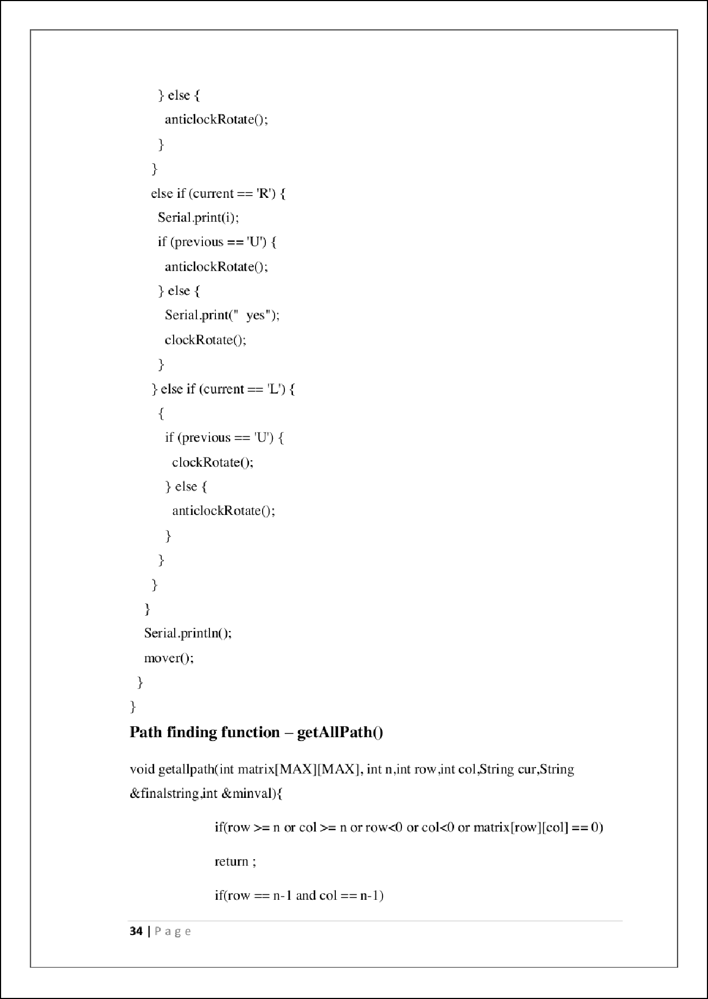 } else {
anticlockRotate();
}
}
else if (current == 'R') {
Serial.print(i);
if (previous == 'U') {
anticlockRotate();
} else {
Serial.print("  yes");
clockRotate();
}
} else if (current == 'L') {
{
if (previous == 'U') {
clockRotate();
} else {
anticlockRotate();
}
}
}
}
Serial.println();
mover();
}
}
Path finding function – getAllPath()
void getallpath(int matrix[MAX][MAX], int n,int row,int col,String cur,String
&finalstring,int &minval){
if(row >= n or col >= n or row<0 or col<0 or matrix[row][col] == 0)
return ;
if(row == n-1 and col == n-1)
34 | Page